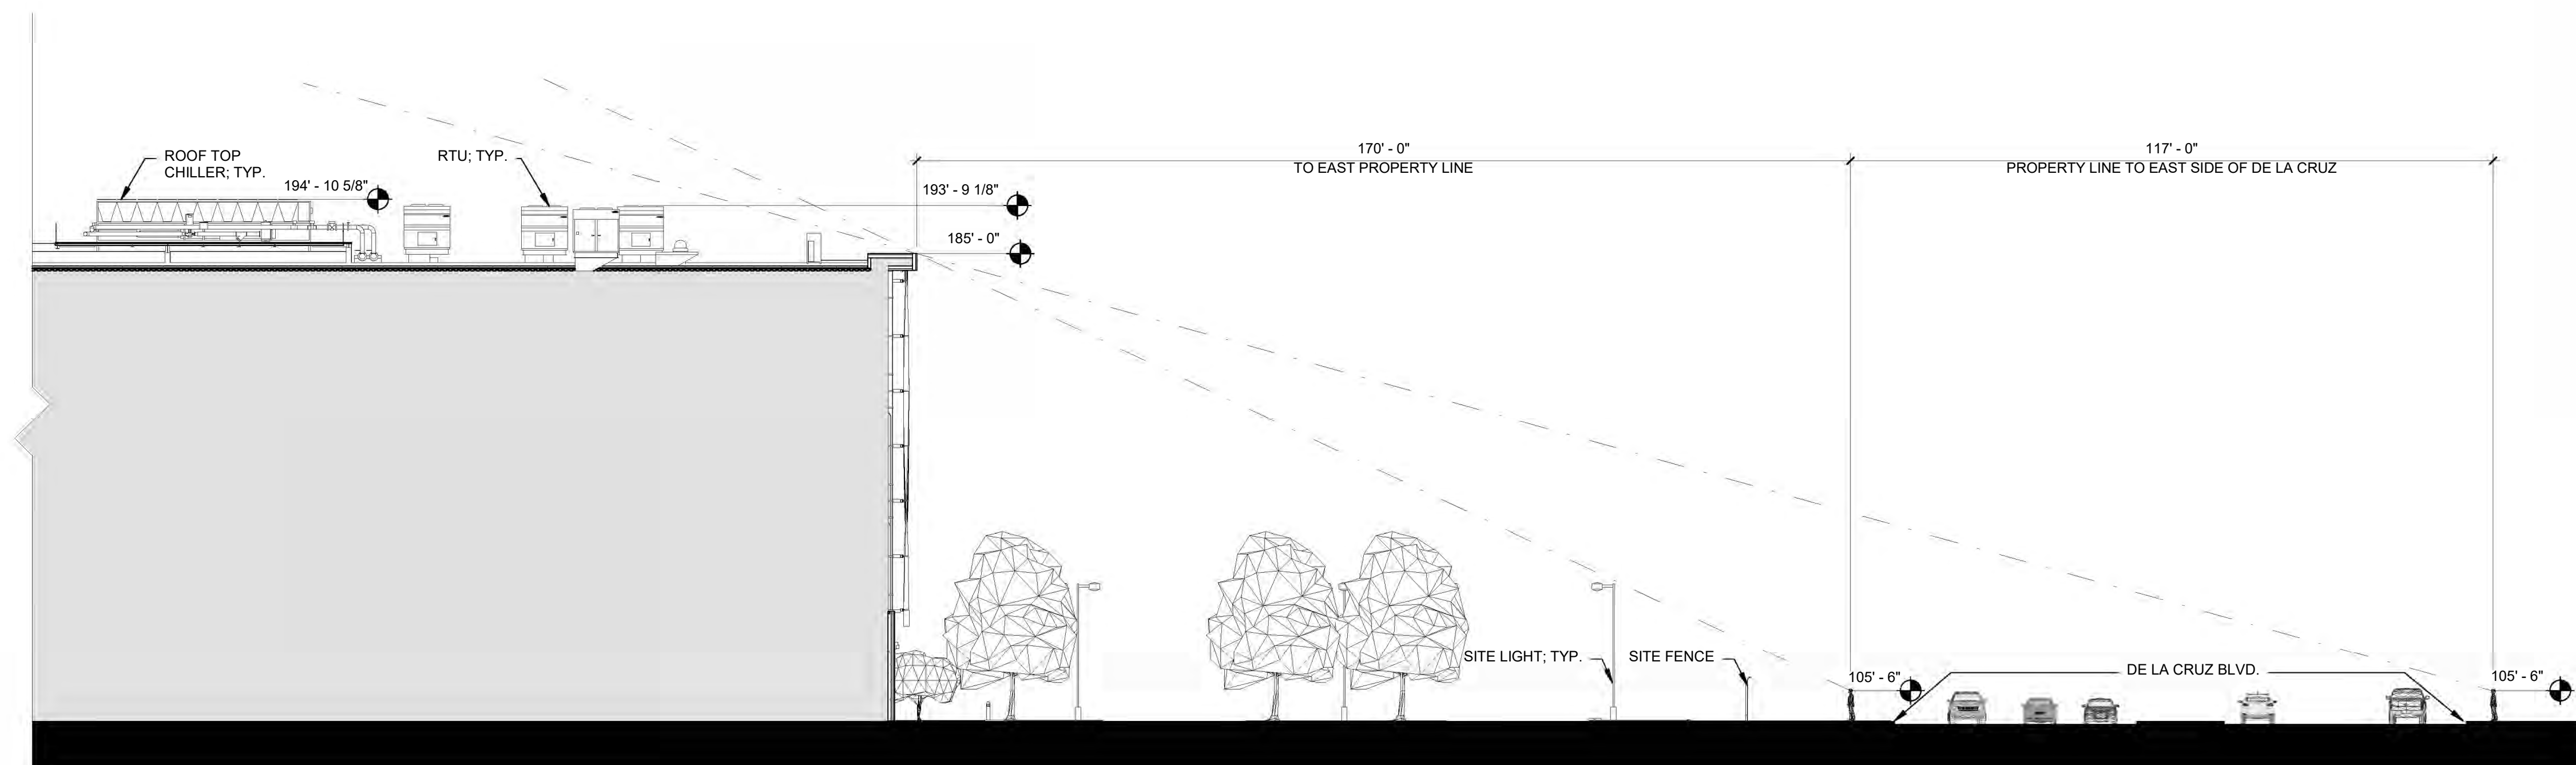 170' - 0"
TO EAST PROPERTY LINE
117' - 0"
PROPERTY LINE TO EAST SIDE OF DE LA CRUZ
ROOF TOP
CHILLER; TYP.
RTU; TYP.
194' - 10 5/8"
193' - 9 1/8"
185' - 0"
SITE LIGHT; TYP.
SITE FENCE
105' - 6"
DE LA CRUZ BLVD.
105' - 6"